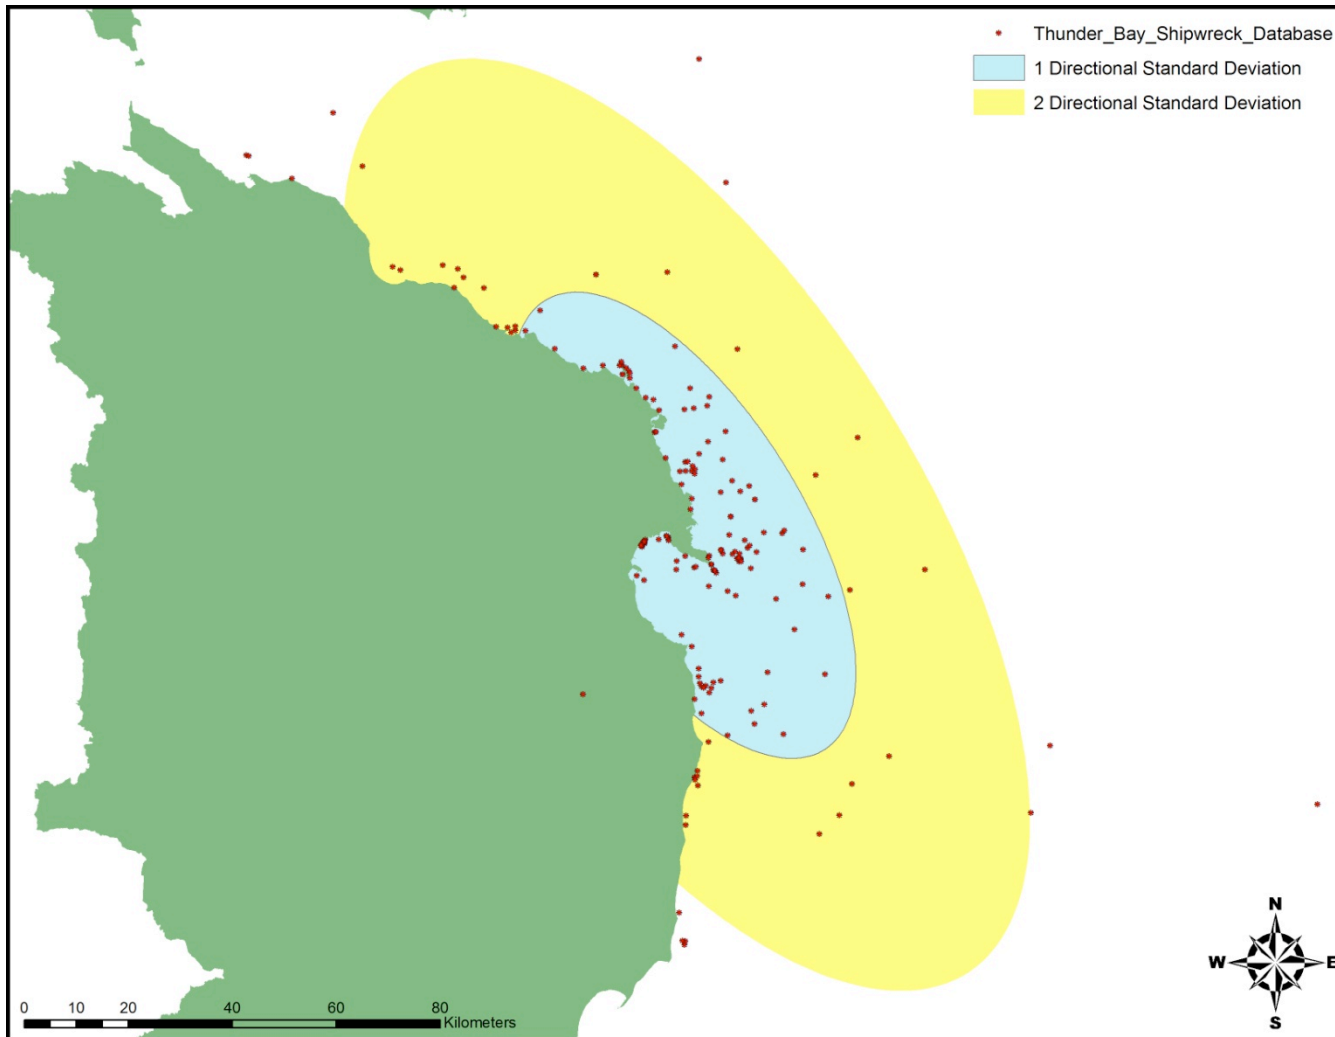 Thunder_Bay_Shipwreck_Database
1 Directional Standard Deviation
2 Directional Standard Deviation
N
W E
S
0 10 20 40 60 80
Kilometers